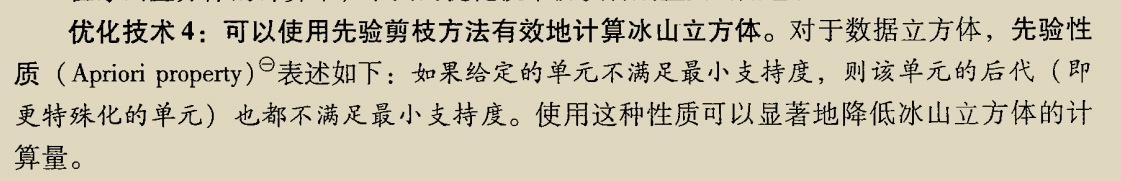 优化技术4：可以使用先验剪枝方法有效地计算冰山立方体。对于数据立方体，先验性
质（Apriori property）㊀表述如下：如果给定的单元不满足最小支持度，则该单元的后代（即
更特殊化的单元）也都不满足最小支持度。使用这种性质可以显著地降低冰山立方体的计
算量。